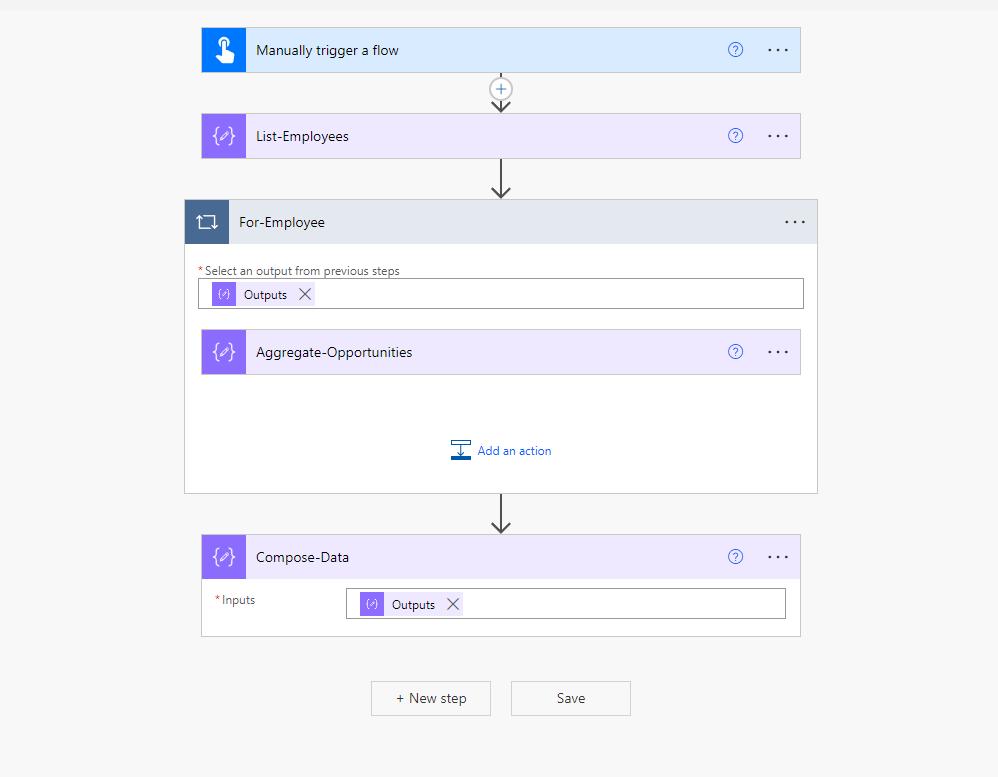 Manually trigger a flow
List-Employees
For-Employee
* Select an output from previous steps
Outputs
Aggregate-Opportunities
Add an action
Compose-Data
* Inputs
Outputs
+ New step
Save